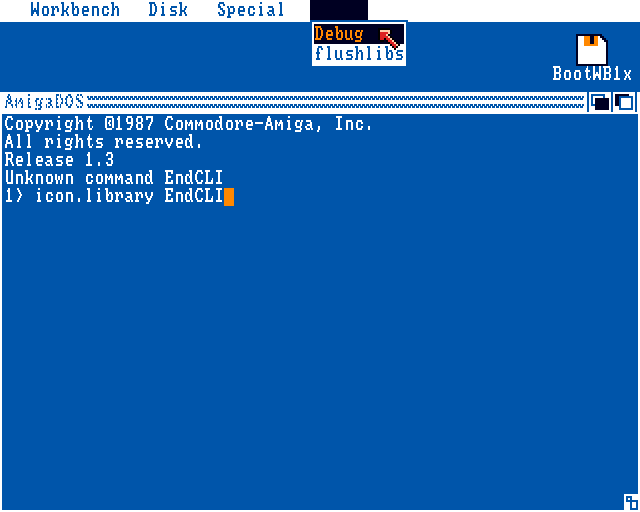 Workbench Disk Special
Debug
flushlibs
BootWB1x
AmigaDOS
Copyright @1987 Commodore-Amiga, Inc.
All rights reserved.
Release 1.3
Unknown command EndCLI
1> icon.library EndCLI